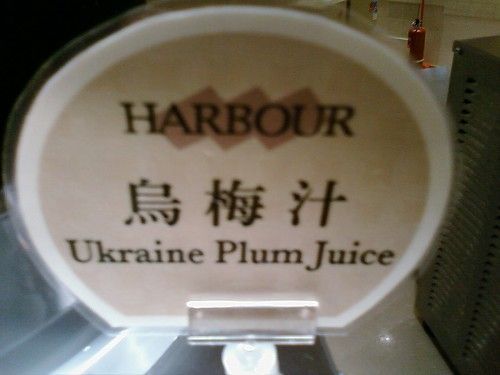 HARBOUR
烏梅汁
Ukraine Plum Juice